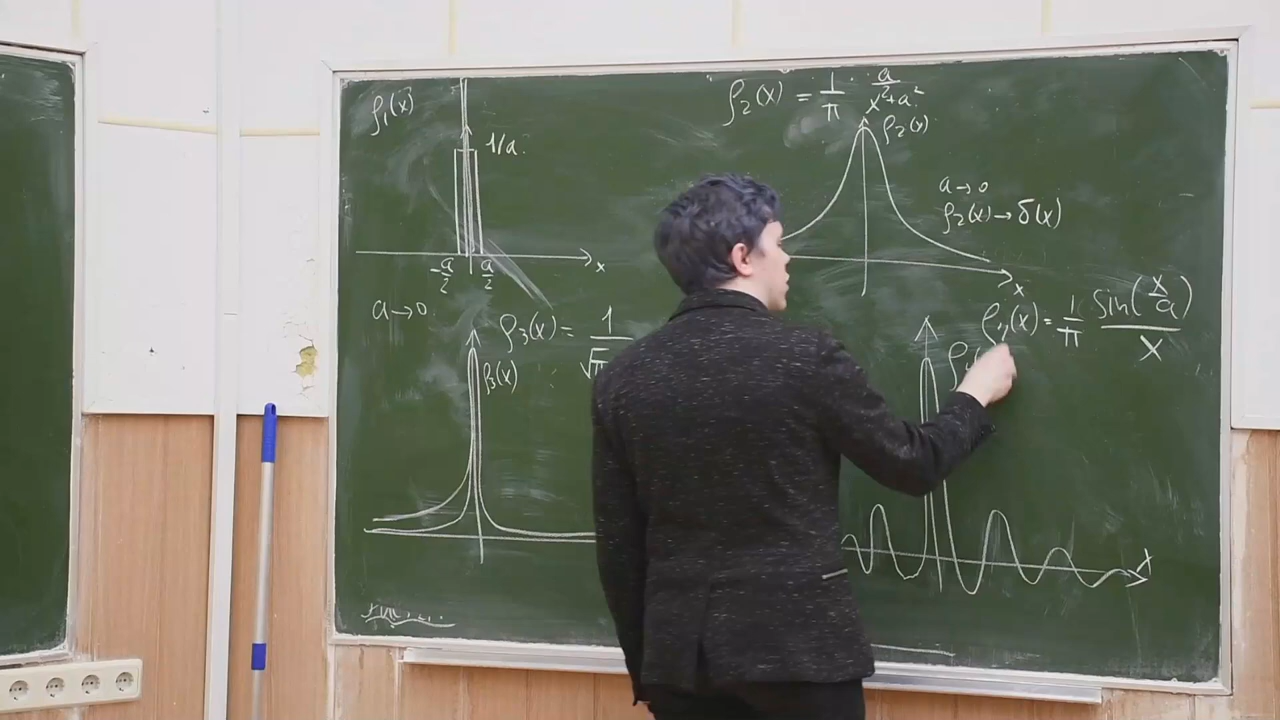 ρ₁(x)
1/a
-a/2 a/2 x
a→0
ρ₂(x) = 1/π a/(x²+a²)
ρ₂(x)
a→0
ρ₂(x)→δ(x)
x
ρ₃(x) = 1/√π
ρ₃(x)
ρ₄(x) = 1/π sin(x/a)/x
x